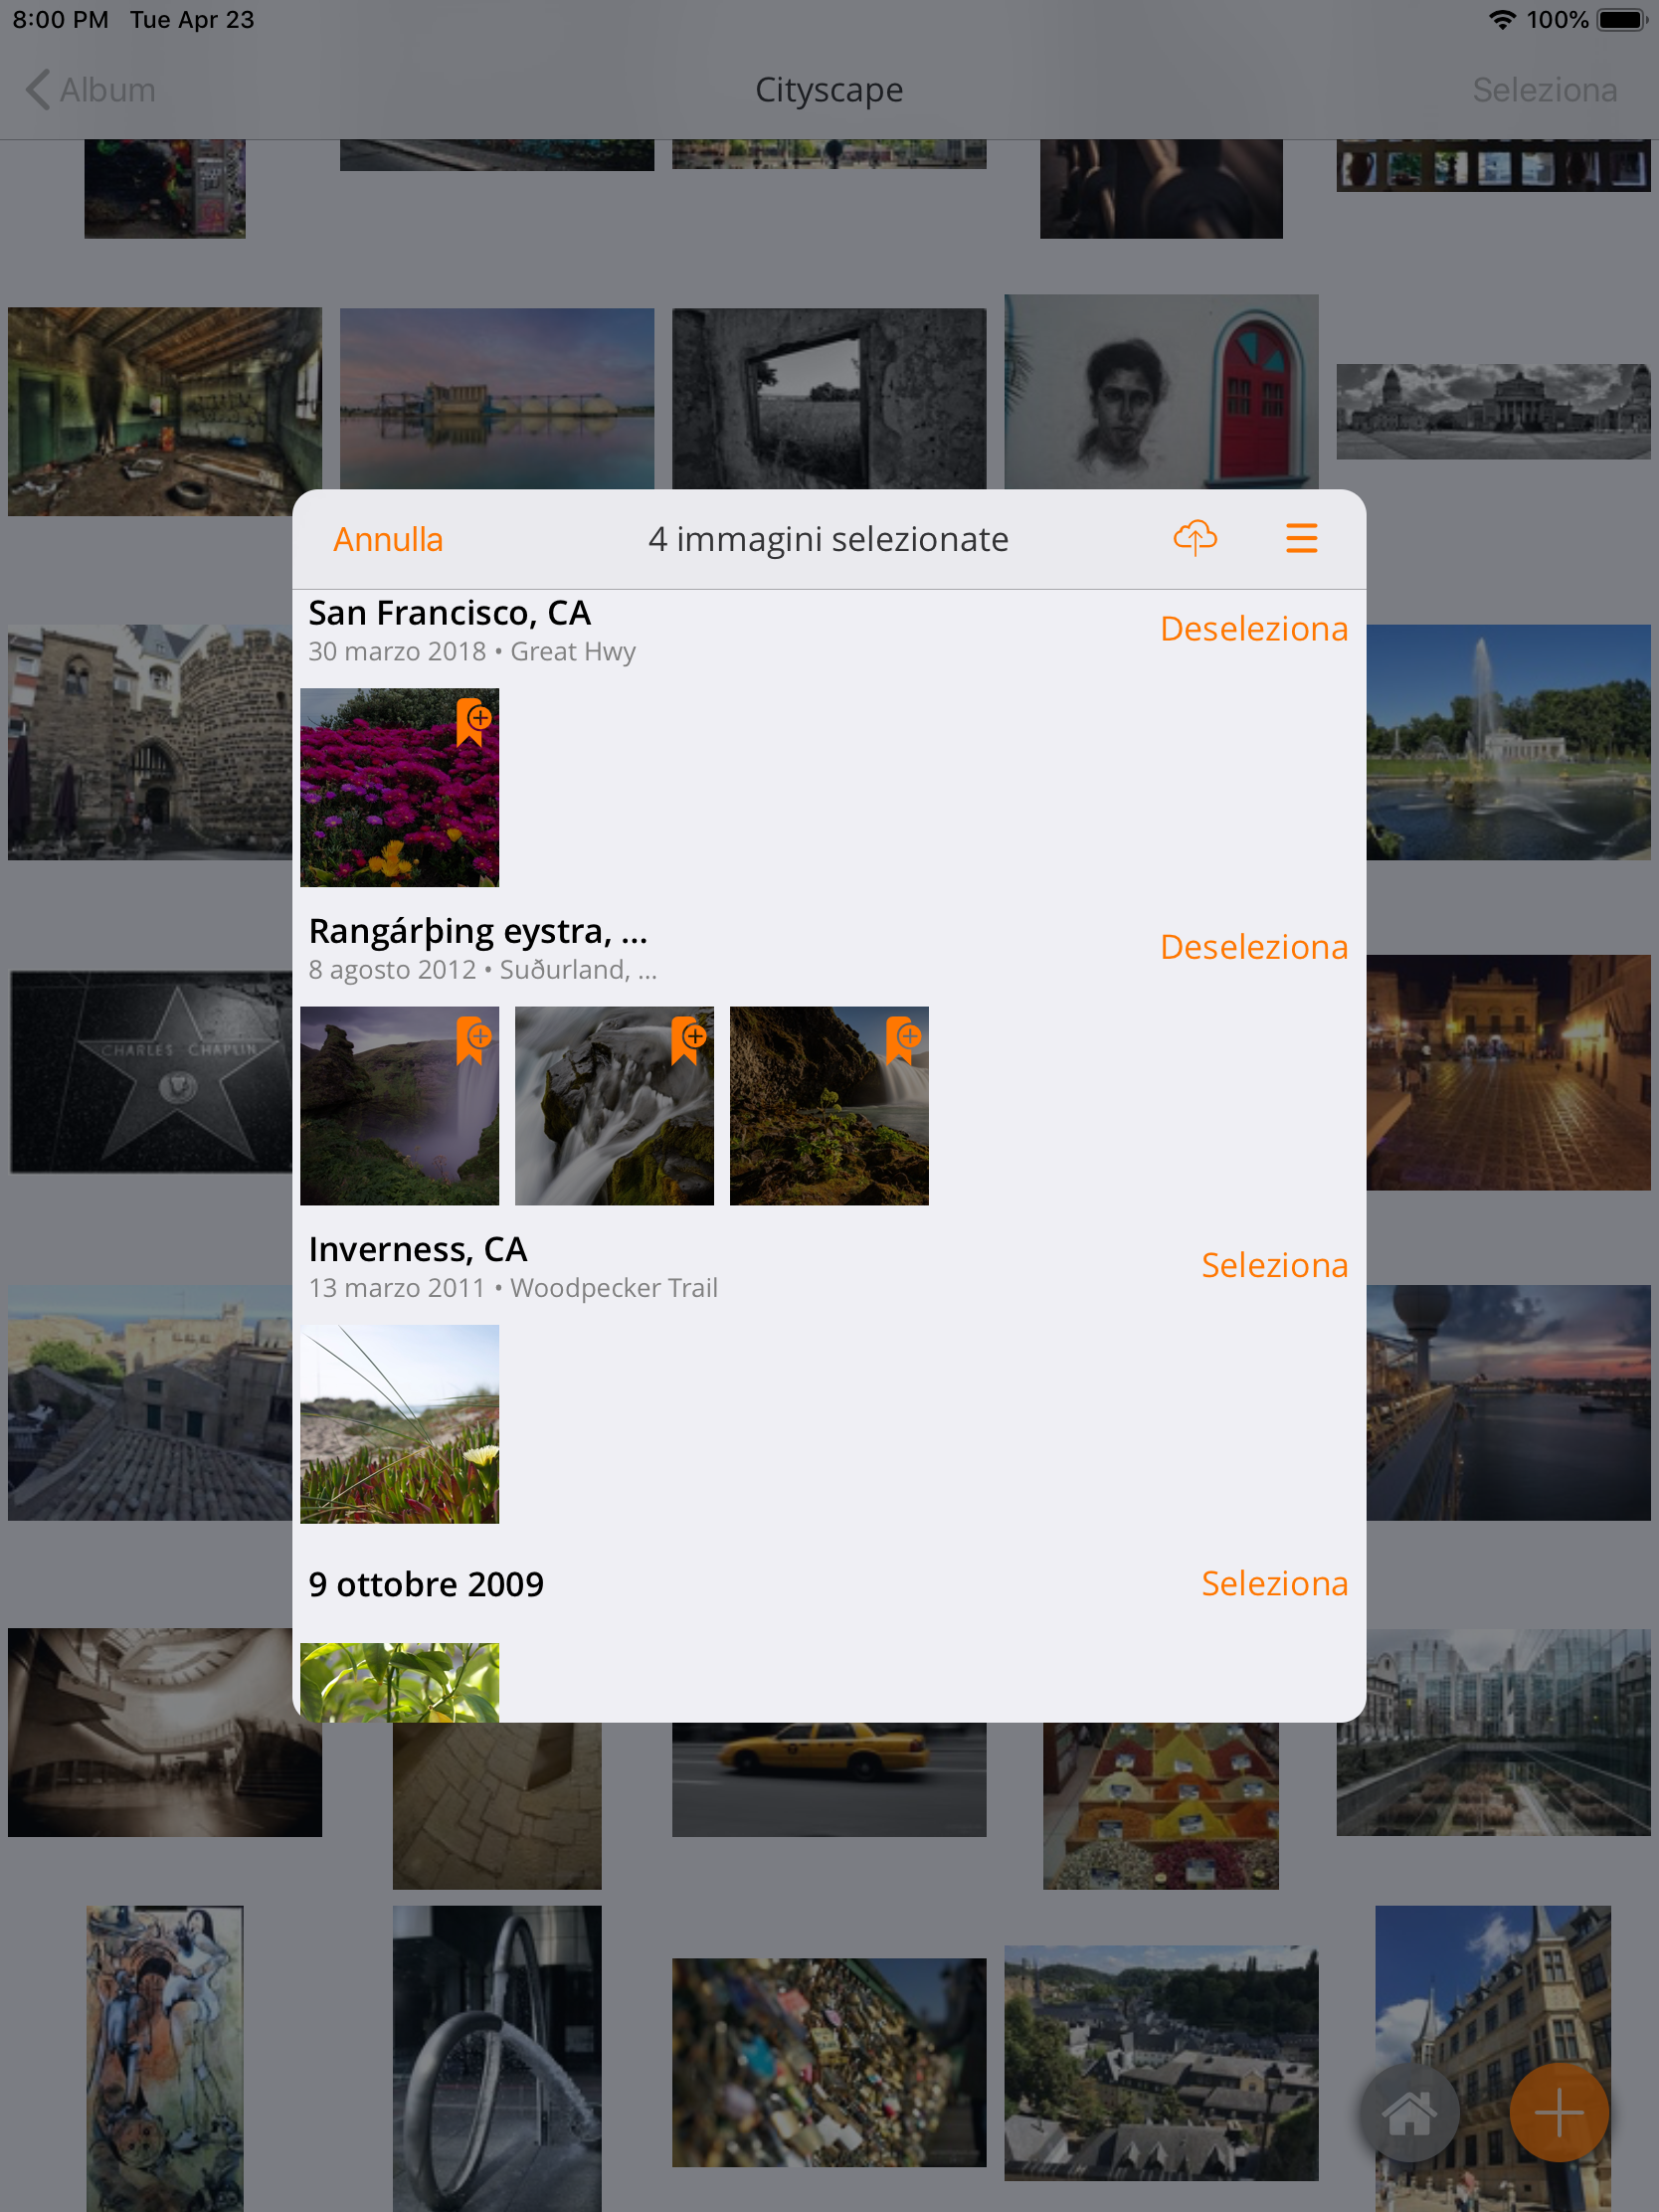 8:00 PM Tue Apr 23
100%
Album
Cityscape
Seleziona
Annulla
4 immagini selezionate
San Francisco, CA
30 marzo 2018 • Great Hwy
Deseleziona
Rangárþing eystra, ...
8 agosto 2012 • Suðurland, ...
Deseleziona
CHARLES CHAPLIN
Inverness, CA
13 marzo 2011 • Woodpecker Trail
Seleziona
9 ottobre 2009
Seleziona